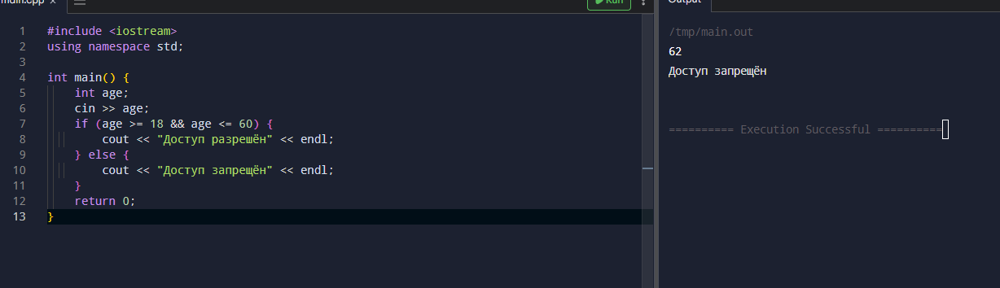 main.cpp
Run
Output
1 #include <iostream>
2 using namespace std;
3
4 int main() {
5 int age;
6 cin >> age;
7 if (age >= 18 && age <= 60) {
8 cout << "Доступ разрешён" << endl;
9 } else {
10 cout << "Доступ запрещён" << endl;
11 }
12 return 0;
13 }
/tmp/main.out
62
Доступ запрещён
========== Execution Successful ==========